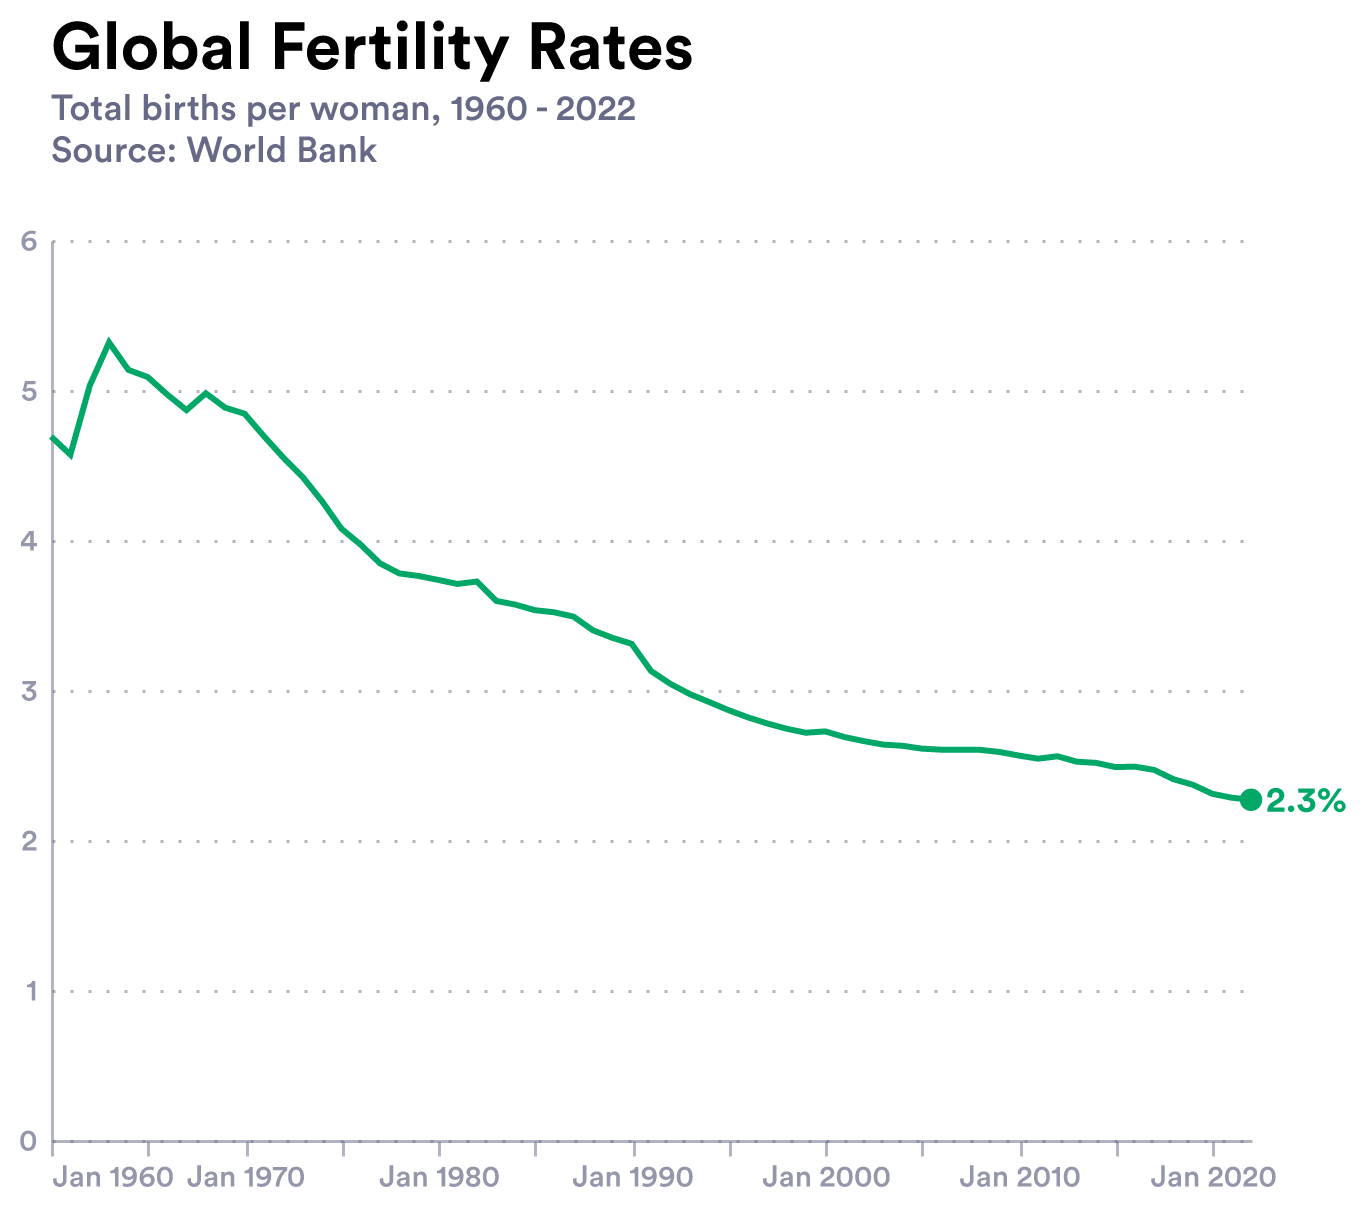 Global Fertility Rates
Total births per woman, 1960 - 2022
Source: World Bank
6
5
4
3
2.3%
2
1
0
Jan 1960 Jan 1970 Jan 1980 Jan 1990 Jan 2000 Jan 2010 Jan 2020